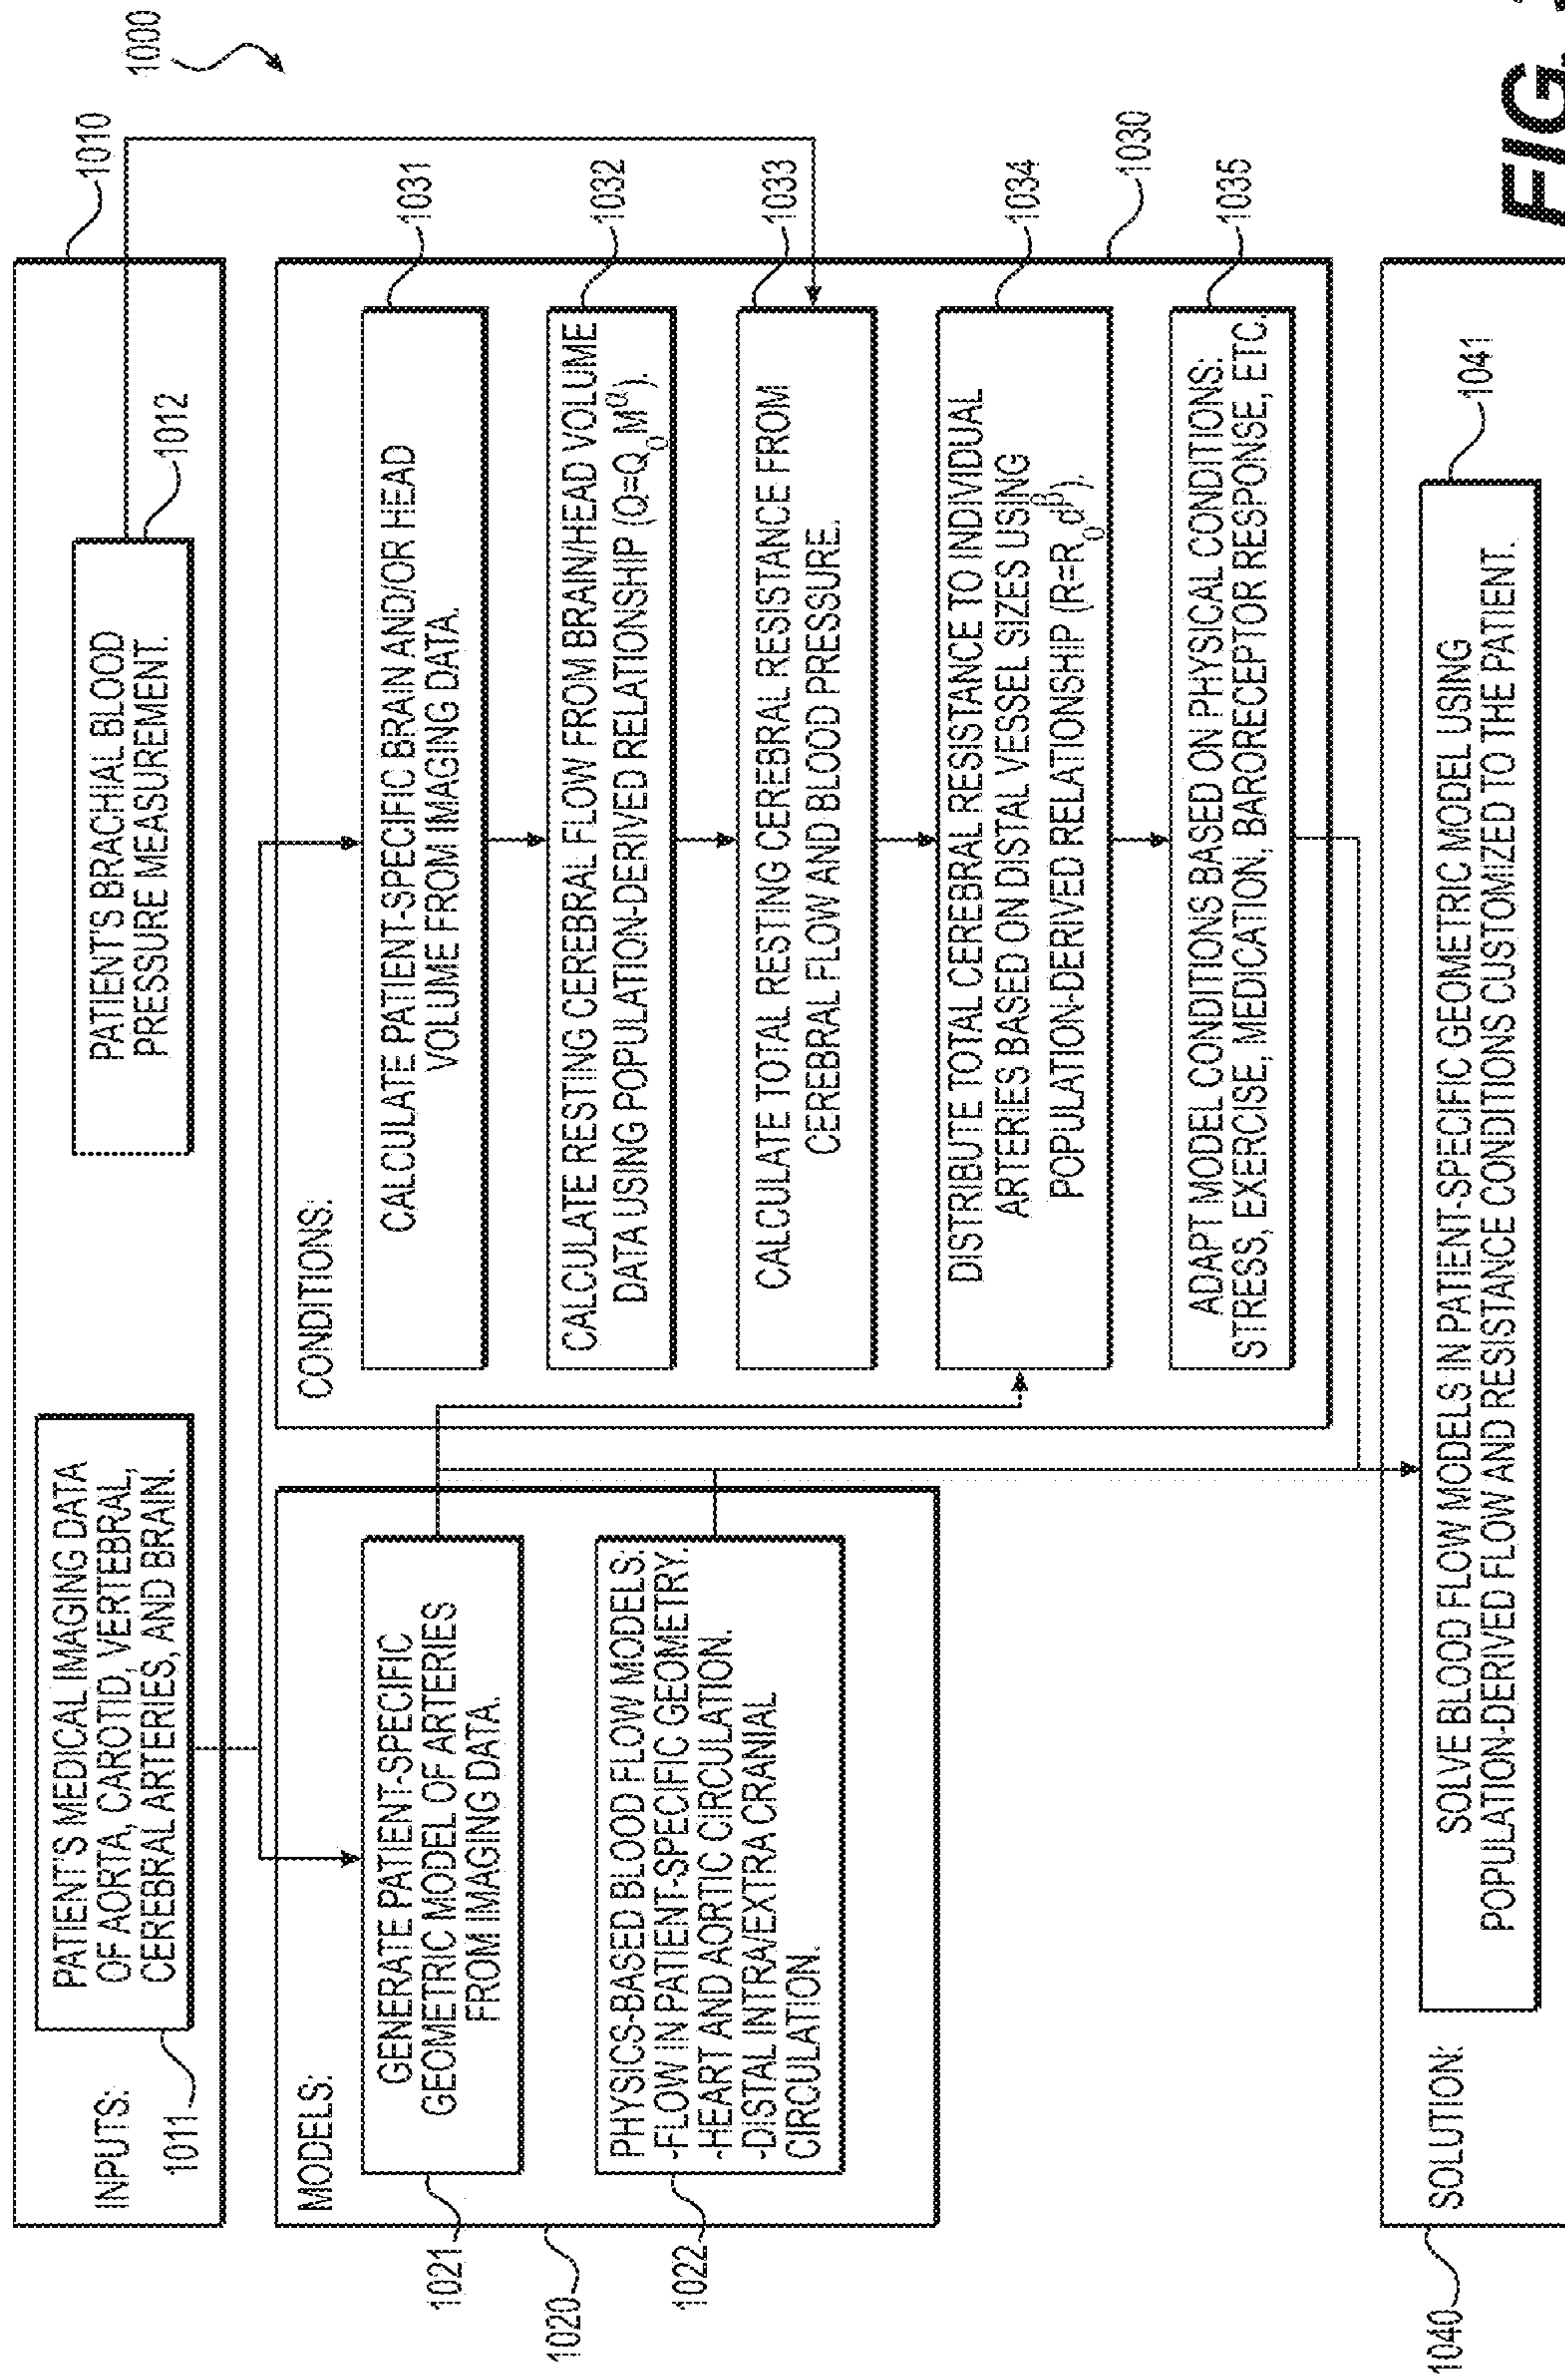 1000
1010
INPUTS:
1011
PATIENT'S MEDICAL IMAGING DATA
OF AORTA, CAROTID, VERTEBRAL,
CEREBRAL ARTERIES, AND BRAIN.
PATIENT'S BRACHIAL BLOOD
PRESSURE MEASUREMENT.
1012
MODELS:
1021
GENERATE PATIENT-SPECIFIC
GEOMETRIC MODEL OF ARTERIES
FROM IMAGING DATA.
1020
1022
PHYSICS-BASED BLOOD FLOW MODELS:
-FLOW IN PATIENT-SPECIFIC GEOMETRY.
-HEART AND AORTIC CIRCULATION.
-DISTAL INTRA/EXTRA CRANIAL
CIRCULATION.
CONDITIONS:
CALCULATE PATIENT-SPECIFIC BRAIN AND/OR HEAD
VOLUME FROM IMAGING DATA.
1031
CALCULATE RESTING CEREBRAL FLOW FROM BRAIN/HEAD VOLUME
DATA USING POPULATION-DERIVED RELATIONSHIP (Q=Q₀M^α).
1032
CALCULATE TOTAL RESTING CEREBRAL RESISTANCE FROM
CEREBRAL FLOW AND BLOOD PRESSURE.
1033
DISTRIBUTE TOTAL CEREBRAL RESISTANCE TO INDIVIDUAL
ARTERIES BASED ON DISTAL VESSEL SIZES USING
POPULATION-DERIVED RELATIONSHIP (R=R₀d^β).
1034
1030
ADAPT MODEL CONDITIONS BASED ON PHYSICAL CONDITIONS:
STRESS, EXERCISE, MEDICATION, BARORECEPTOR RESPONSE, ETC.
1035
1040
SOLUTION:
SOLVE BLOOD FLOW MODELS IN PATIENT-SPECIFIC GEOMETRIC MODEL USING
POPULATION-DERIVED FLOW AND RESISTANCE CONDITIONS CUSTOMIZED TO THE PATIENT.
1041
FIG.